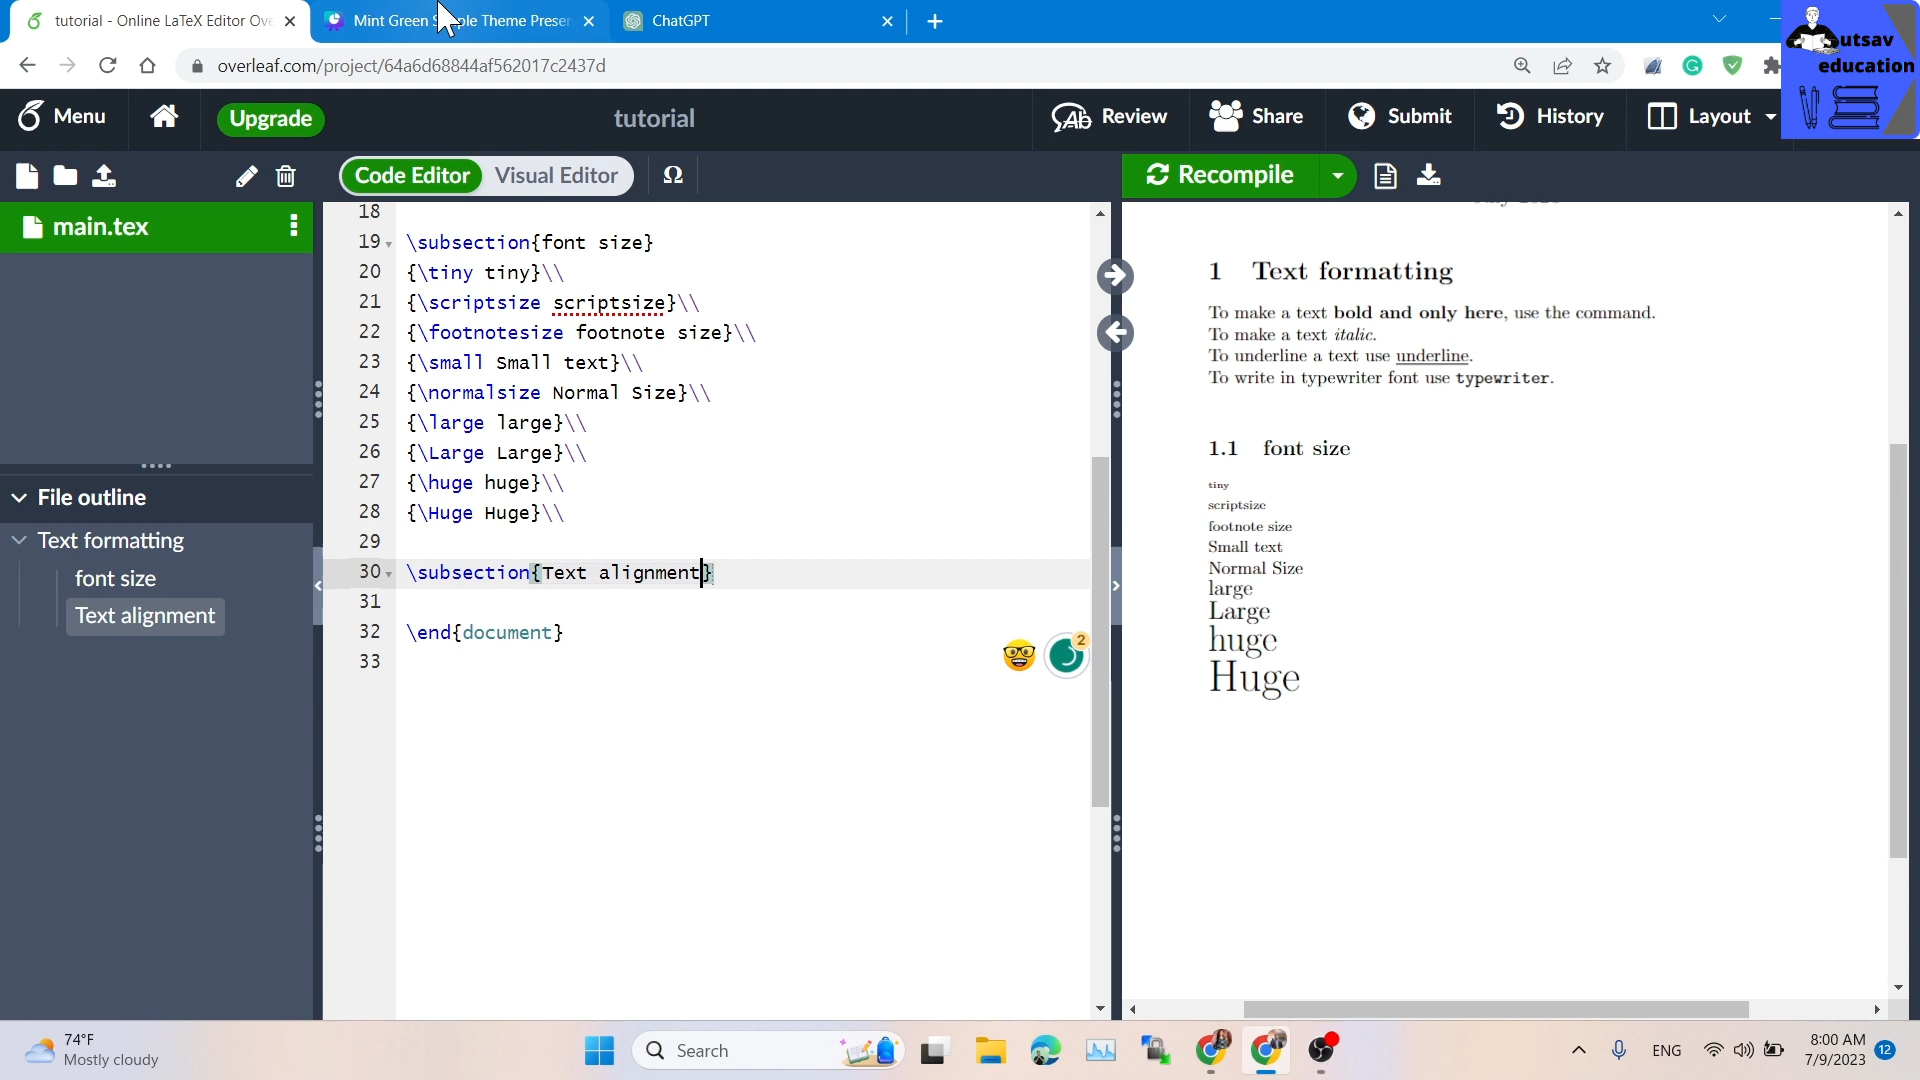 tutorial - Online LaTeX Editor Ove
Mint Green S ple Theme Preser
ChatGPT
overleaf.com/project/64a6d68844af562017c2437d
utsav
education
Menu
Upgrade
tutorial
Review
Share
Submit
History
Layout
Code Editor
Visual Editor
Ω
Recompile
main.tex
18
19 \subsection{font size}
20 {\tiny tiny}\\
21 {\scriptsize scriptsize}\\
22 {\footnotesize footnote size}\\
23 {\small Small text}\\
24 {\normalsize Normal Size}\\
25 {\large large}\\
26 {\Large Large}\\
27 {\huge huge}\\
28 {\Huge Huge}\\
29
30 \subsection{Text alignment}
31
32 \end{document}
33
2
File outline
Text formatting
font size
Text alignment
1 Text formatting
To make a text bold and only here, use the command.
To make a text italic.
To underline a text use underline.
To write in typewriter font use typewriter.
1.1 font size
tiny
scriptsize
footnote size
Small text
Normal Size
large
Large
huge
Huge
74°F
Mostly cloudy
Search
ENG
8:00 AM
7/9/2023
12